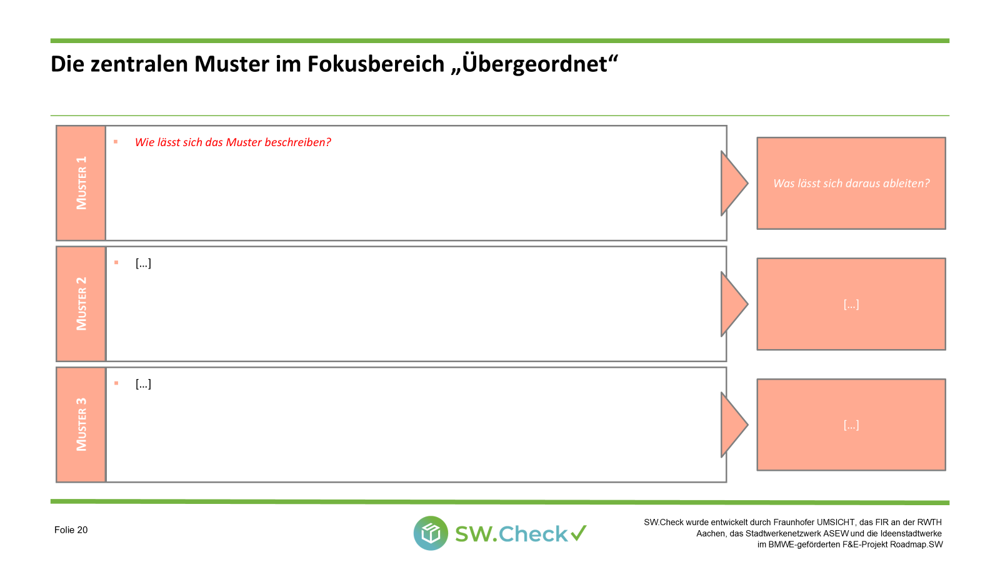 Die zentralen Muster im Fokusbereich „Übergeordnet“
MUSTER 1
▪ Wie lässt sich das Muster beschreiben?
Was lässt sich daraus ableiten?
MUSTER 2
▪ […]
[…]
MUSTER 3
▪ […]
[…]
Folie 20
SW.Check
SW.Check wurde entwickelt durch Fraunhofer UMSICHT, das FIR an der RWTH
Aachen, das Stadtwerkenetzwerk ASEW und die Ideenstadtwerke
im BMWE-geförderten F&E-Projekt Roadmap.SW